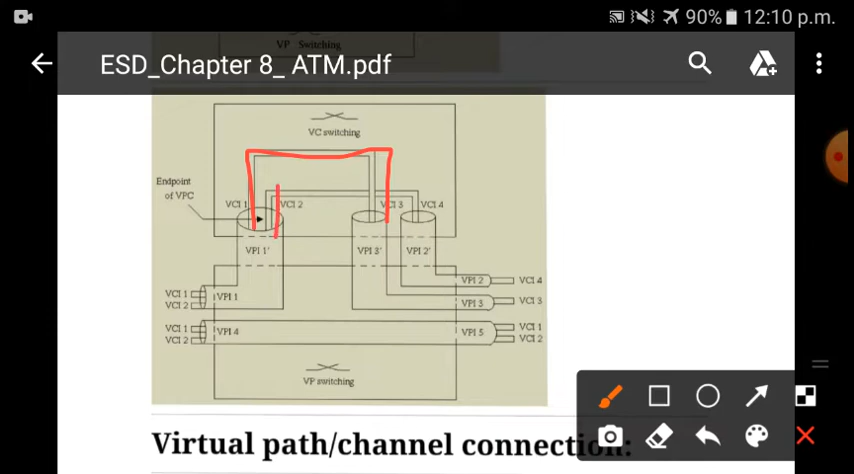 90% 12:10 p.m.
ESD_Chapter 8_ ATM.pdf
VP Switching
VC switching
Endpoint
of VPC
VCI 1 VCI 2 VCI 3 VCI 4
VPI 1' VPI 3' VPI 2'
VCI 1
VCI 2
VPI 1
VPI 2 VCI 4
VPI 3 VCI 3
VCI 1
VCI 2
VPI 4
VPI 5
VCI 1
VCI 2
VP switching
Virtual path/channel connection: